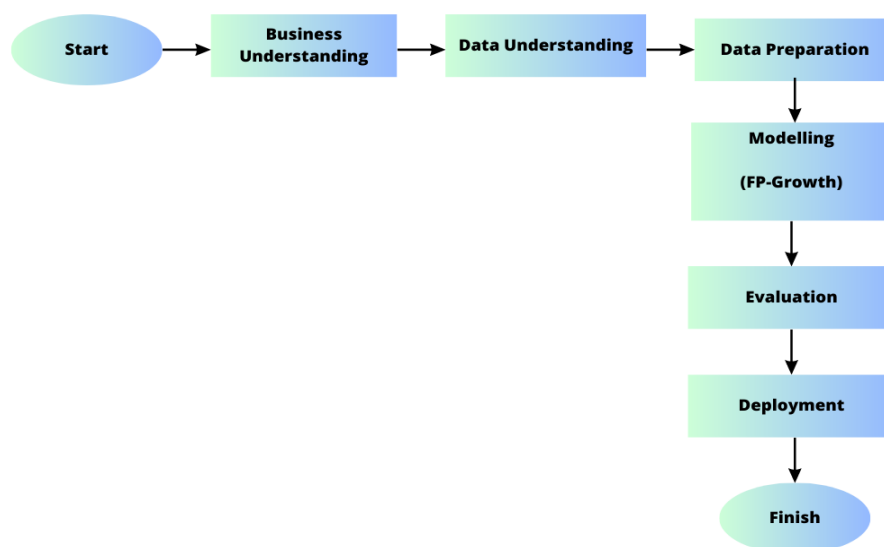 Start
Business
Understanding
Data Understanding
Data Preparation
Modelling
(FP-Growth)
Evaluation
Deployment
Finish